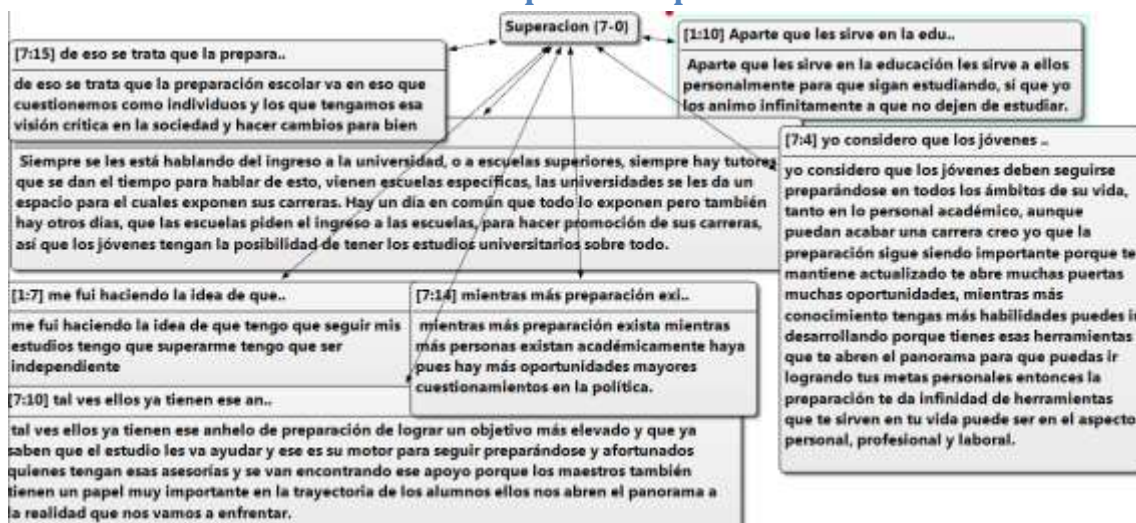 Superacion {7-0}
[7:15] de eso se trata que la prepara..
de eso se trata que la preparación escolar va en eso que
cuestionemos como individuos y los que tengamos esa
visión crítica en la sociedad y hacer cambios para bien
[1:10] Aparte que les sirve en la edu..
Aparte que les sirve en la educación les sirve a ellos
personalmente para que sigan estudiando, sí que yo
los animo infinitamente a que no dejen de estudiar.
Siempre se les está hablando del ingreso a la universidad, o a escuelas superiores, siempre hay tutores
que se dan el tiempo para hablar de esto, vienen escuelas específicas, las universidades se les da un
espacio para el cuales exponen sus carreras. Hay un día en común que todo lo exponen pero también
hay otros días, que las escuelas piden el ingreso a las escuelas, para hacer promoción de sus carreras,
así que los jóvenes tengan la posibilidad de tener los estudios universitarios sobre todo.
[7:4] yo considero que los jóvenes ..
yo considero que los jóvenes deben seguirse
preparándose en todos los ámbitos de su vida,
tanto en lo personal académico, aunque
puedan acabar una carrera creo yo que la
preparación sigue siendo importante porque te
mantiene actualizado te abre muchas puertas
muchas oportunidades, mientras más
conocimiento tengas más habilidades puedes ir
desarrollando porque tienes esas herramientas
que te abren el panorama para que puedas ir
logrando tus metas personales entonces la
preparación te da infinidad de herramientas
que te sirven en tu vida puede ser en el aspecto
personal, profesional y laboral.
[1:7] me fui haciendo la idea de que..
me fui haciendo la idea de que tengo que seguir mis
estudios tengo que superarme tengo que ser
independiente
[7:14] mientras más preparación exi..
mientras más preparación exista mientras
más personas existan académicamente haya
pues hay más oportunidades mayores
cuestionamientos en la política.
[7:10] tal ves ellos ya tienen ese an..
tal ves ellos ya tienen ese anhelo de preparación de lograr un objetivo más elevado y que ya
saben que el estudio les va ayudar y ese es su motor para seguir preparándose y afortunados
quienes tengan esas asesorías y se van encontrando ese apoyo porque los maestros también
tienen un papel muy importante en la trayectoria de los alumnos ellos nos abren el panorama a
la realidad que nos vamos a enfrentar.